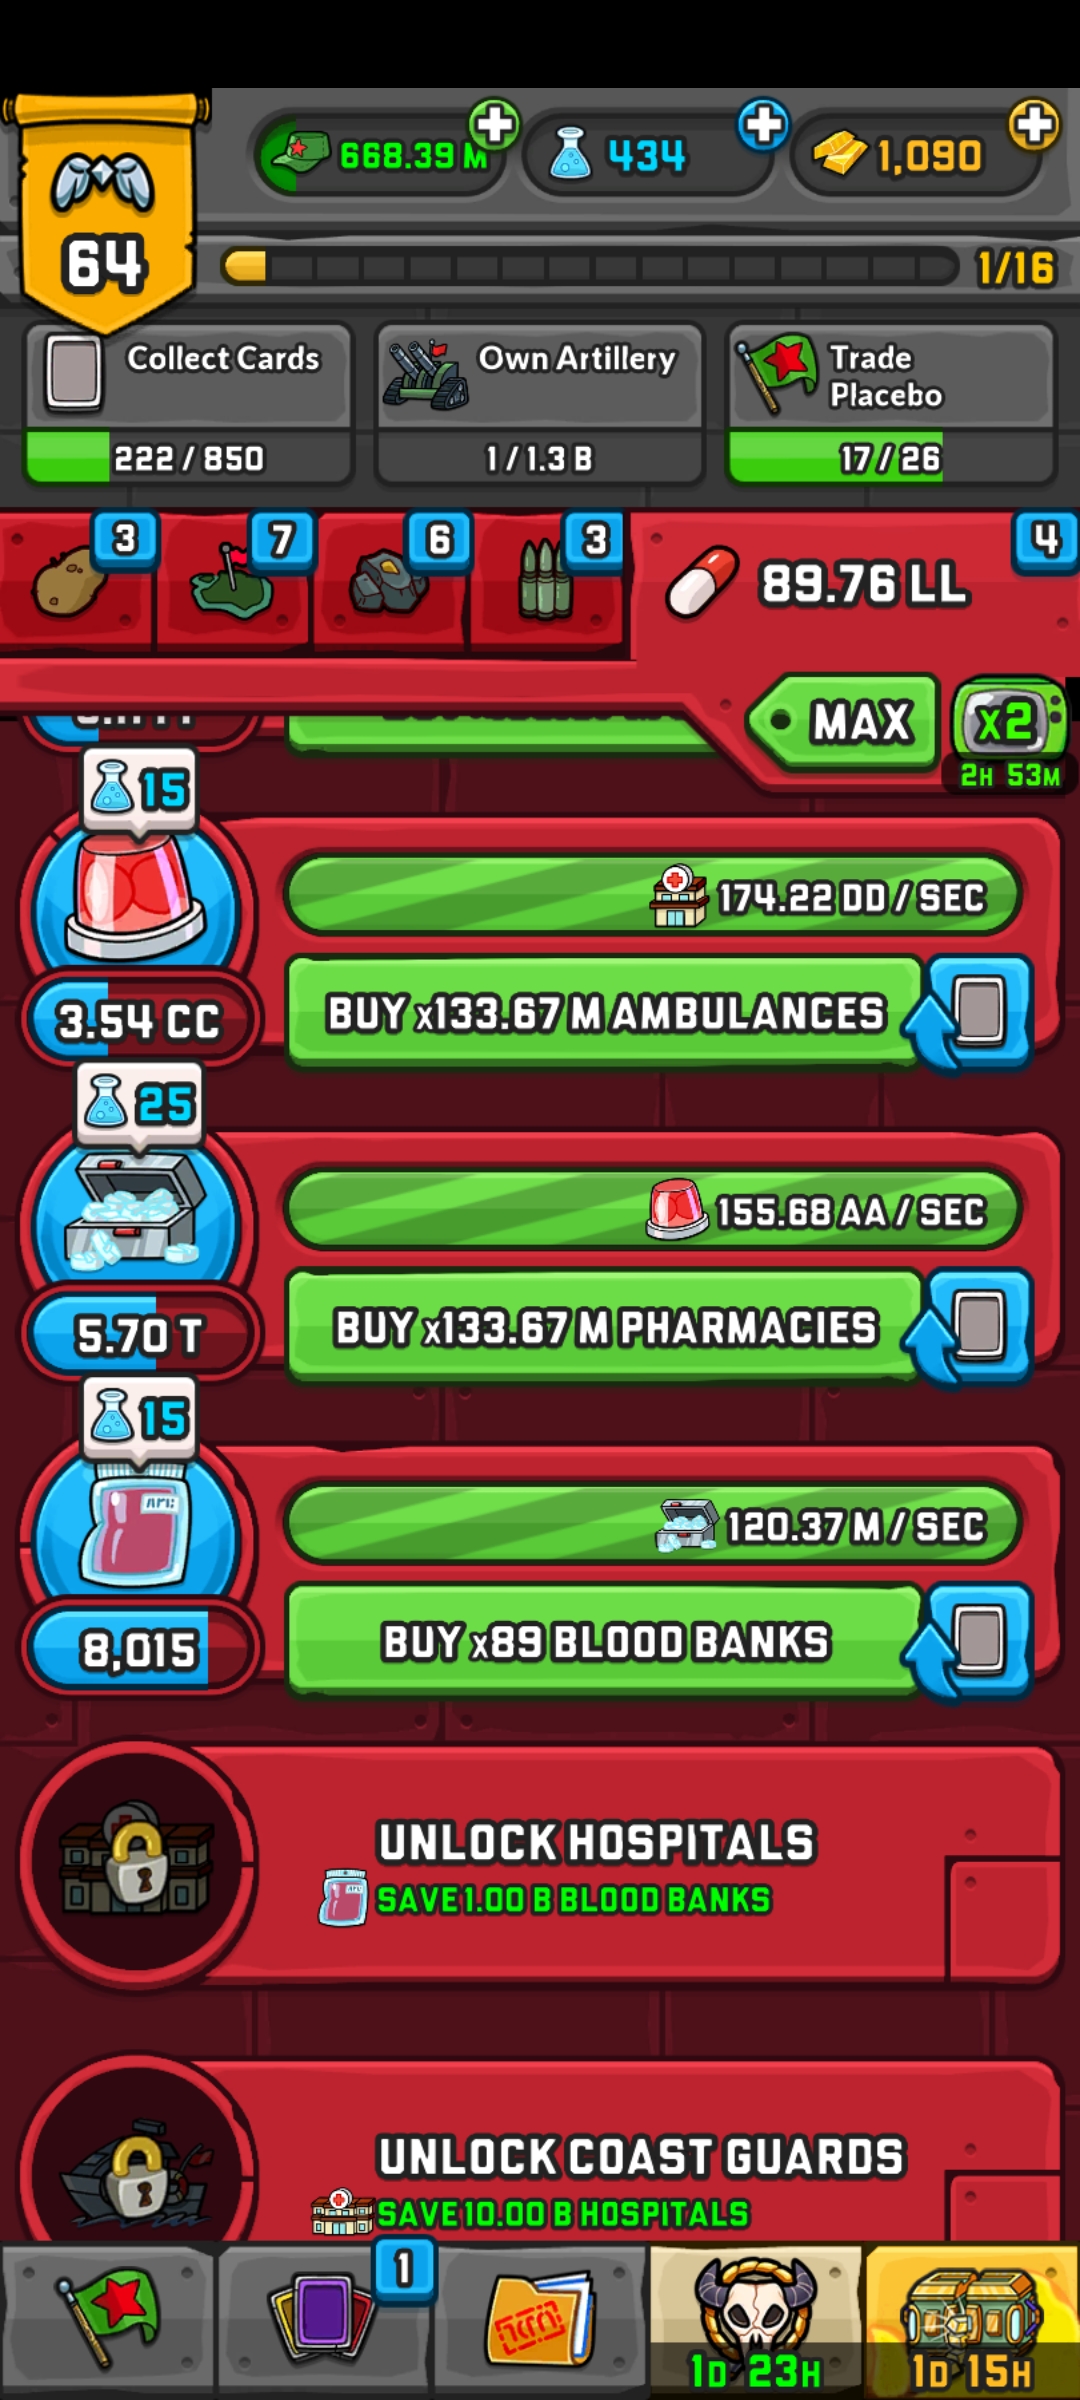 668.39 M
434
1,090
64
1/16
Collect Cards
222 / 850
Own Artillery
1 / 1.3 B
Trade
Placebo
17 / 26
3
7
6
3
89.76 LL
4
MAX
x2
2H 53M
15
174.22 DD / SEC
3.54 CC
BUY x133.67 M AMBULANCES
25
155.68 AA / SEC
5.70 T
BUY x133.67 M PHARMACIES
15
120.37 M / SEC
8,015
BUY x89 BLOOD BANKS
UNLOCK HOSPITALS
SAVE 1.00 B BLOOD BANKS
UNLOCK COAST GUARDS
SAVE 10.00 B HOSPITALS
1
1D 23H
1D 15H